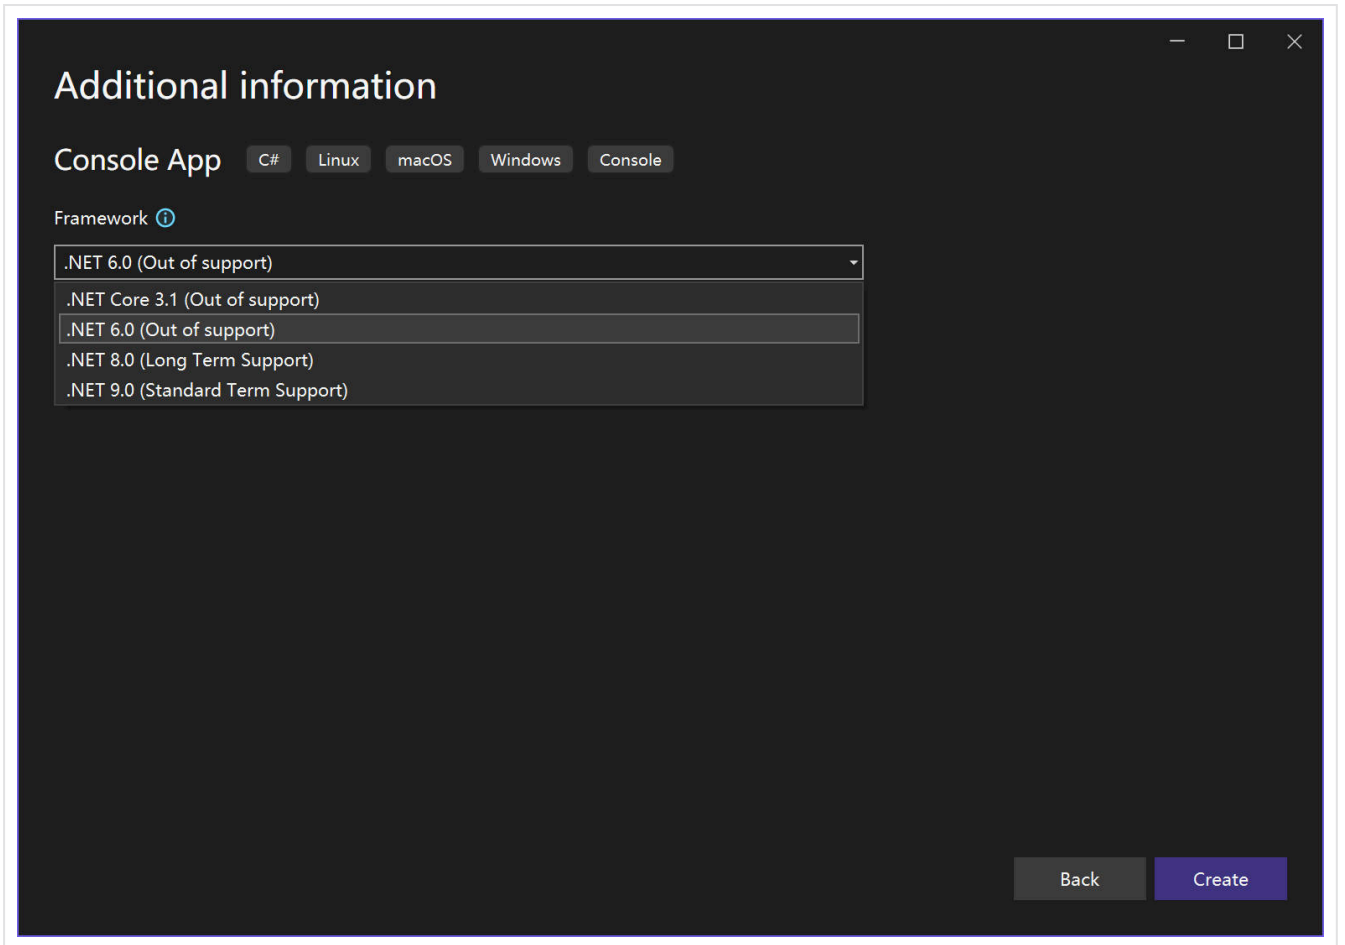 Additional information
Console App C# Linux macOS Windows Console
Framework
.NET 6.0 (Out of support)
.NET Core 3.1 (Out of support)
.NET 6.0 (Out of support)
.NET 8.0 (Long Term Support)
.NET 9.0 (Standard Term Support)
Back Create